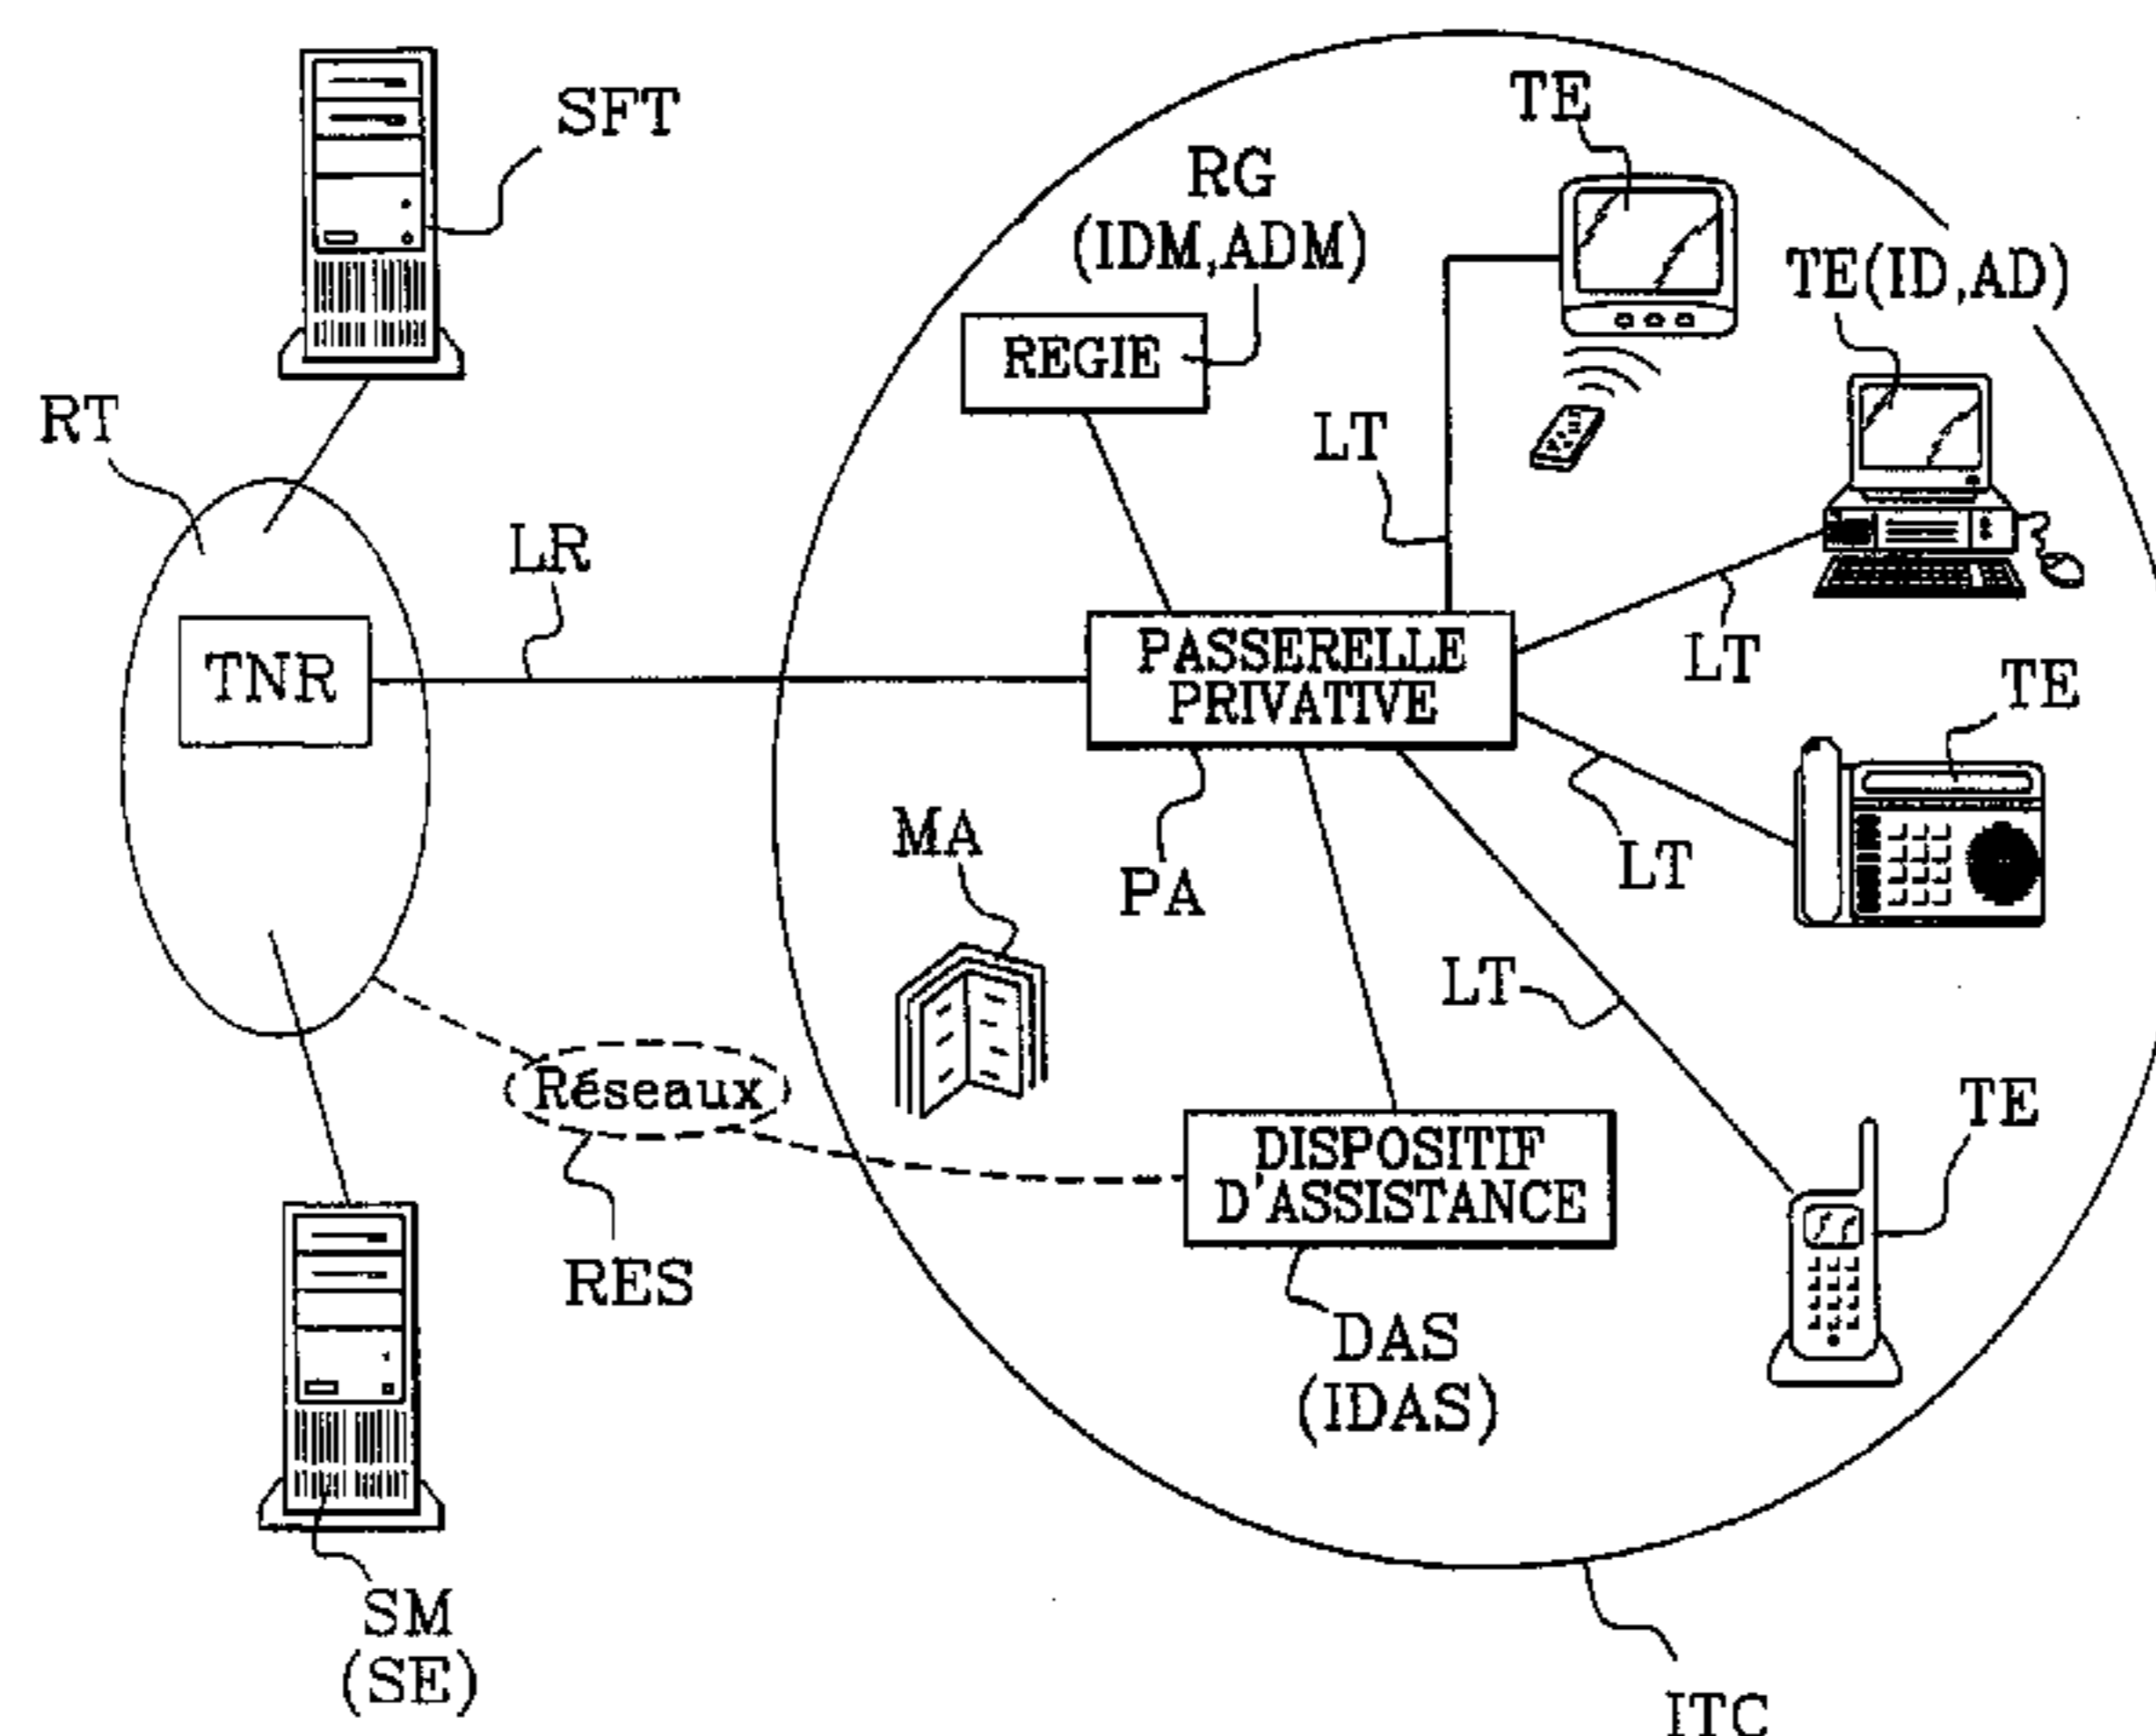 SFT
TE
RG
(IDM,ADM)
TE(ID,AD)
REGIE
RT
LT
LR
TNR
PASSERELLE
PRIVATIVE
LT
TE
MA
PA
LT
LT
Réseaux
TE
DISPOSITIF
D'ASSISTANCE
RES
DAS
(IDAS)
SM
(SE)
ITC